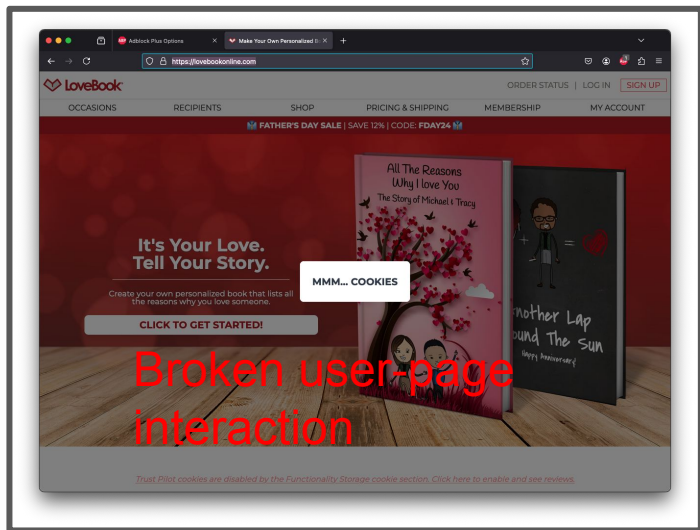 Adblock Plus Options
Make Your Own Personalized B
https://lovebookonline.com
LoveBook
ORDER STATUS | LOG IN SIGN UP
OCCASIONS RECIPIENTS SHOP PRICING & SHIPPING MEMBERSHIP MY ACCOUNT
FATHER'S DAY SALE | SAVE 12% | CODE: FDAY24
All The Reasons
Why I love You
The Story of Michael & Tracy
It's Your Love.
Tell Your Story.
MMM... COOKIES
Create your own personalized book that lists all
the reasons why you love someone.
CLICK TO GET STARTED!
Another Lap
Around The Sun
Happy Anniversary!
Broken user-page
interaction
Trust Pilot cookies are disabled by the Functionality Storage cookie section. Click here to enable and see reviews.